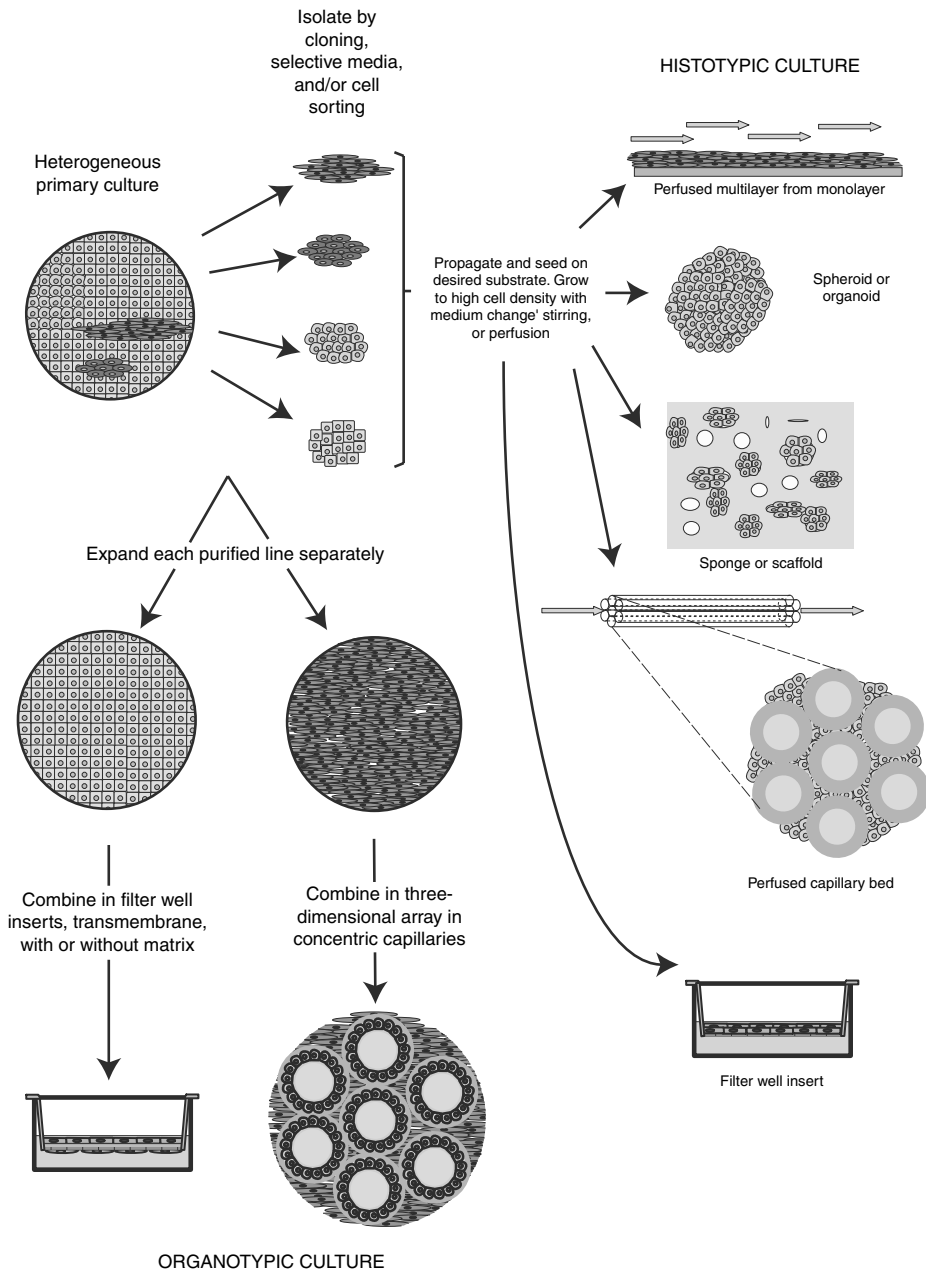 Isolate by
cloning,
selective media,
and/or cell
sorting
HISTOTYPIC CULTURE
Heterogeneous
primary culture
Perfused multilayer from monolayer
Propagate and seed on
desired substrate. Grow
to high cell density with
medium change' stirring,
or perfusion
Spheroid or
organoid
Sponge or scaffold
Expand each purified line separately
Perfused capillary bed
Combine in filter well
inserts, transmembrane,
with or without matrix
Combine in three-
dimensional array in
concentric capillaries
Filter well insert
ORGANOTYPIC CULTURE